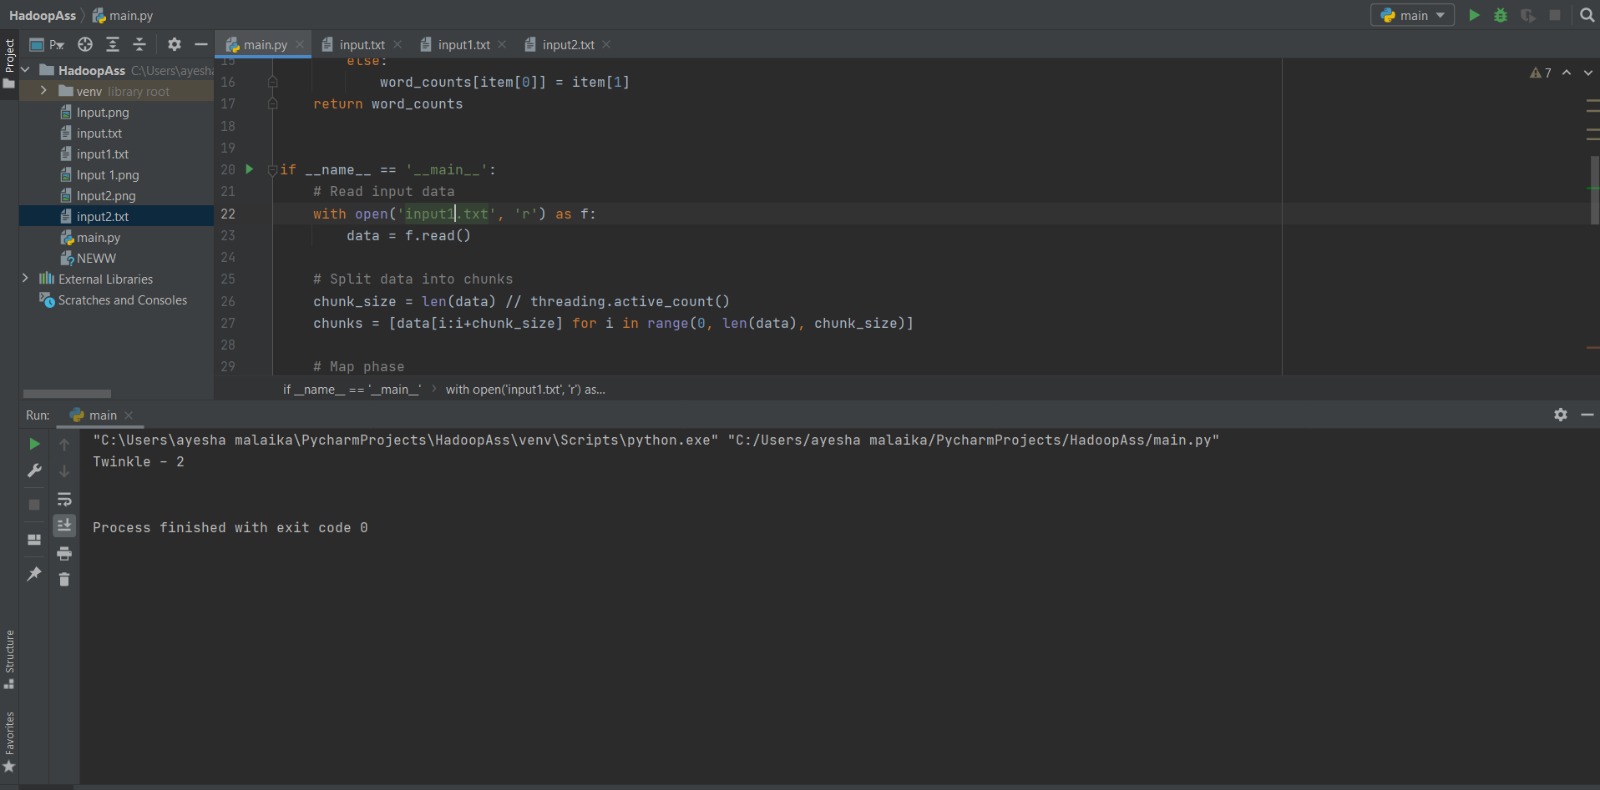 HadoopAss main.py
main
P
main.py input.txt input1.txt input2.txt
Project
HadoopAss C:\Users\ayesha
venv library root
Input.png
input.txt
input1.txt
Input 1.png
Input2.png
input2.txt
main.py
NEWW
External Libraries
Scratches and Consoles
7
15 else:
16 word_counts[item[0]] = item[1]
17 return word_counts
18
19
20 if __name__ == '__main__':
21 # Read input data
22 with open('input1.txt', 'r') as f:
23 data = f.read()
24
25 # Split data into chunks
26 chunk_size = len(data) // threading.active_count()
27 chunks = [data[i:i+chunk_size] for i in range(0, len(data), chunk_size)]
28
29 # Map phase
if __name__ == '__main__' with open('input1.txt', 'r') as...
Run: main
"C:\Users\ayesha malaika\PycharmProjects\HadoopAss\venv\Scripts\python.exe" "C:/Users/ayesha malaika/PycharmProjects/HadoopAss/main.py"
Twinkle - 2
Process finished with exit code 0
Structure
Favorites